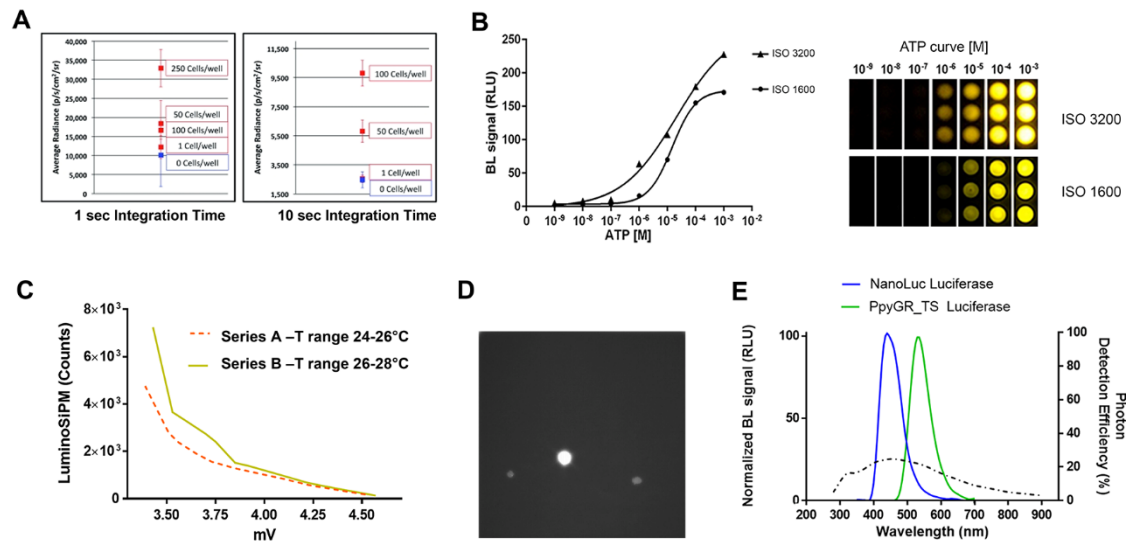 A
40,000
35,000
30,000
25,000
20,000
15,000
10,000
5,000
0
Average Radiance (p/s/cm²/sr)
250 Cells/well
50 Cells/well
100 Cells/well
1 Cell/well
0 Cells/well
1 sec Integration Time
11,500
9,500
7,500
5,500
3,500
1,500
Average Radiance (p/s/cm²/sr)
100 Cells/well
50 Cells/well
1 Cell/well
0 Cells/well
10 sec Integration Time
B
250
200
150
100
50
0
BL signal (RLU)
10⁻⁹ 10⁻⁸ 10⁻⁷ 10⁻⁶ 10⁻⁵ 10⁻⁴ 10⁻³ 10⁻²
ATP [M]
ISO 3200
ISO 1600
ATP curve [M]
10⁻⁹ 10⁻⁸ 10⁻⁷ 10⁻⁶ 10⁻⁵ 10⁻⁴ 10⁻³
ISO 3200
ISO 1600
C
8×10³
6×10³
4×10³
2×10³
0
LuminoSiPM (Counts)
Series A –T range 24-26°C
Series B –T range 26-28°C
3.50 3.75 4.00 4.25 4.50
mV
D
E
NanoLuc Luciferase
PpyGR_TS Luciferase
Normalized BL signal (RLU)
100
50
0
100
80
60
40
20
0
Photon
Detection Efficiency (%)
200 300 400 500 600 700 800 900
Wavelength (nm)